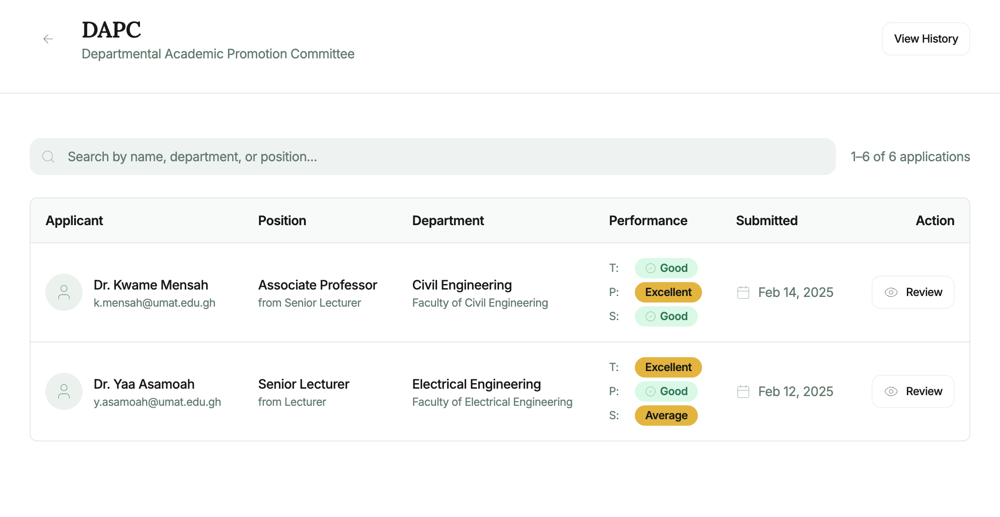 DAPC
Departmental Academic Promotion Committee
View History
Search by name, department, or position...
1–6 of 6 applications
Applicant Position Department Performance Submitted Action
Dr. Kwame Mensah
k.mensah@umat.edu.gh
Associate Professor
from Senior Lecturer
Civil Engineering
Faculty of Civil Engineering
T: Good
P: Excellent
S: Good
Feb 14, 2025
Review
Dr. Yaa Asamoah
y.asamoah@umat.edu.gh
Senior Lecturer
from Lecturer
Electrical Engineering
Faculty of Electrical Engineering
T: Excellent
P: Good
S: Average
Feb 12, 2025
Review